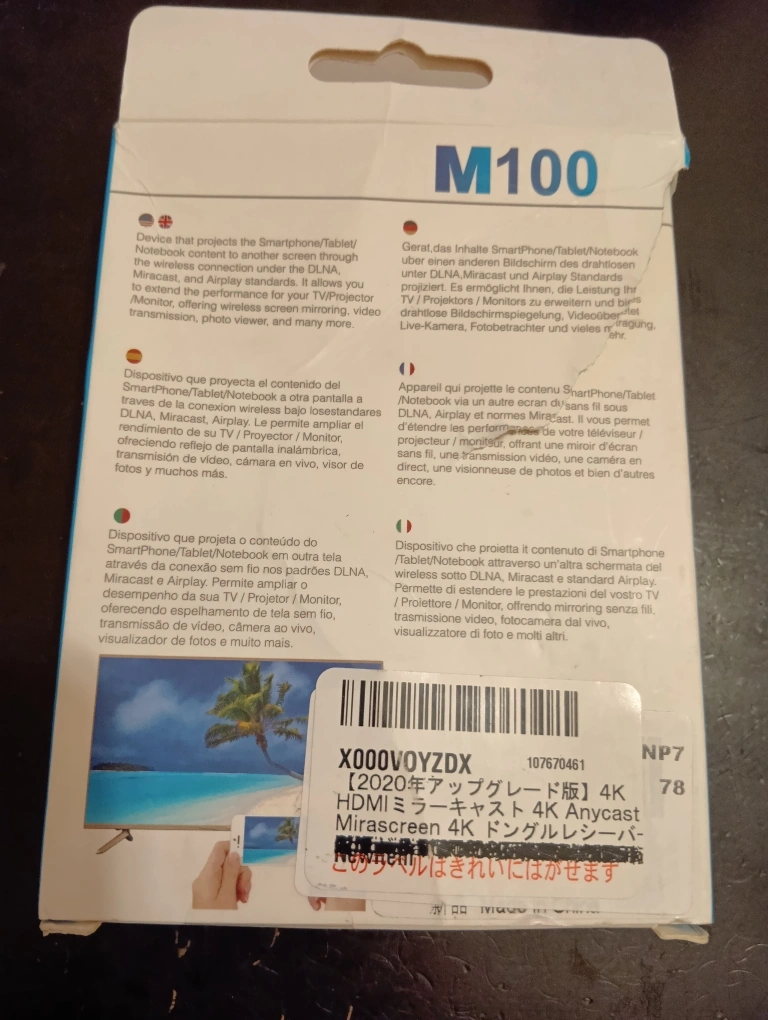 M100
Device that projects the Smartphone/Tablet/
Notebook content to another screen through
the wireless connection under the DLNA,
Miracast, and Airplay standards. It allows you
to extend the performance for your TV/Projector
/Monitor, offering wireless screen mirroring, video
transmission, photo viewer, and many more.
Gerat,das Inhalte SmartPhone/Tablet/Notebook
uber einen anderen Bildschirm des drahtlosen
unter DLNA,Miracast und Airplay Standards
projiziert. Es ermöglicht Ihnen, die Leistung Ihr
TV / Projektors / Monitors zu erweitern und
drahtlose Bildschirmspiegelung, Videoüber tragung,
Live-Kamera, Fotobetrachter und vieles mehr.
Dispositivo que proyecta el contenido del
SmartPhone/Tablet/Notebook a otra pantalla a
traves de la conexion wireless bajo losestandares
DLNA, Miracast, Airplay. Le permite ampliar el
rendimiento de su TV / Proyector / Monitor,
ofreciendo reflejo de pantalla inalámbrica,
transmisión de vídeo, cámara en vivo, visor de
fotos y muchos más.
Appareil qui projette le contenu SmartPhone/Tablet
/Notebook via un autre ecran du sans fil sous
DLNA, Airplay et normes Miracast. Il vous permet
d'étendre les performances de votre téléviseur /
projecteur / moniteur, offrant une miroir d'écran
sans fil, une transmission vidéo, une caméra en
direct, une visionneuse de photos et bien d'autres
encore.
Dispositivo que projeta o conteúdo do
SmartPhone/Tablet/Notebook em outra tela
através da conexão sem fio nos padrões DLNA,
Miracast e Airplay. Permite ampliar o
desempenho da sua TV / Projetor / Monitor,
oferecendo espelhamento de tela sem fio,
transmissão de vídeo, câmera ao vivo,
visualizador de fotos e muito mais.
Dispositivo che proietta it contenuto di Smartphone
/Tablet/Notebook attraverso un'altra schermata del
wireless sotto DLNA, Miracast e standard Airplay.
Permette di estendere le prestazioni del vostro TV
/ Proiettore / Monitor, offrendo mirroring senza fili,
trasmissione video, fotocamera dal vivo,
visualizzatore di foto e molti altri.
X000V0YZDX 107670461
【2020年アップグレード版】4K
HDMIミラーキャスト 4K Anycast
Mirascreen 4K ドングルレシーバー
このラベルはきれいにはがせます
NP7
78
新品 Made in China